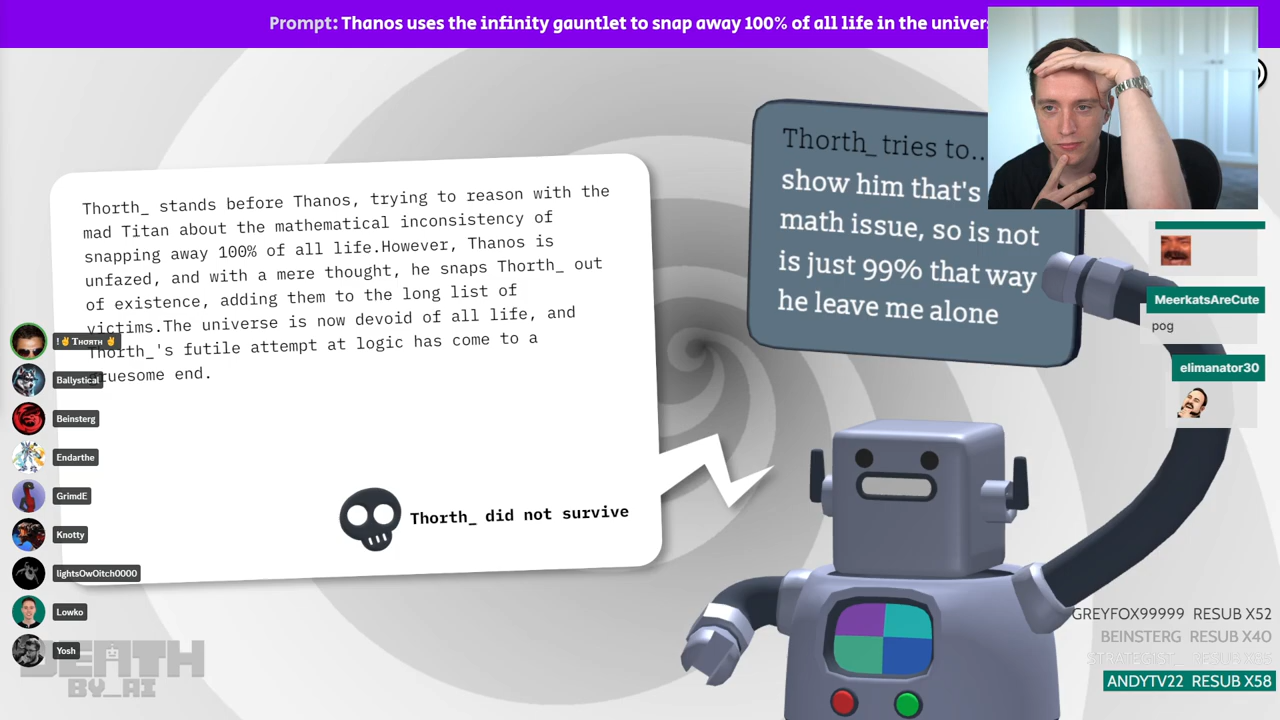 Prompt: Thanos uses the infinity gauntlet to snap away 100% of all life in the
Thorth_ stands before Thanos, trying to reason with the
mad Titan about the mathematical inconsistency of
snapping away 100% of all life.However, Thanos is
unfazed, and with a mere thought, he snaps Thorth_ out
of existence, adding them to the long list of
victims.The universe is now devoid of all life, and
Thorth_'s futile attempt at logic has come to a
end.
Thorth_ did not survive
Thorth_ tries to..
show him that's
math issue, so is not
is just 99% that way
he leave me alone
! Thorth
Ballystical
Beinsterg
Endarthe
GrimdE
Knotty
lightsOwOitch0000
Lowko
Yosh
DEATH
BY_AI
MeerkatsAreCute
pog
elimanator30
GREYFOX99999 RESUB X52
BEINSTERG RESUB X40
ANDYTV22 RESUB X58